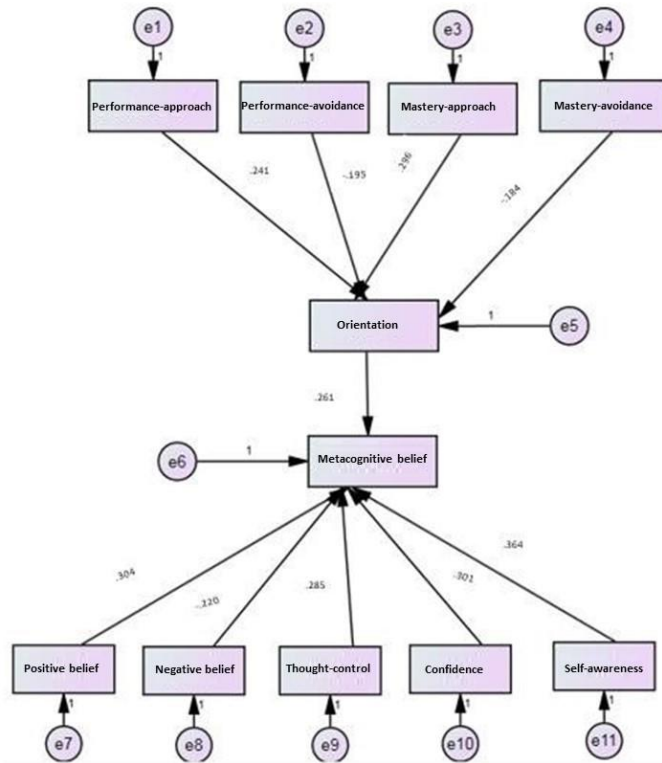 e1 e2 e3 e4
1 1 1 1
Performance-approach Performance-avoidance Mastery-approach Mastery-avoidance
.241 -.195 .296 -.184
Orientation
1
e5
.261
Metacognitive belief
e6
1
.304 -.220 .285 -.301 .364
Positive belief Negative belief Thought-control Confidence Self-awareness
1 1 1 1 1
e7 e8 e9 e10 e11